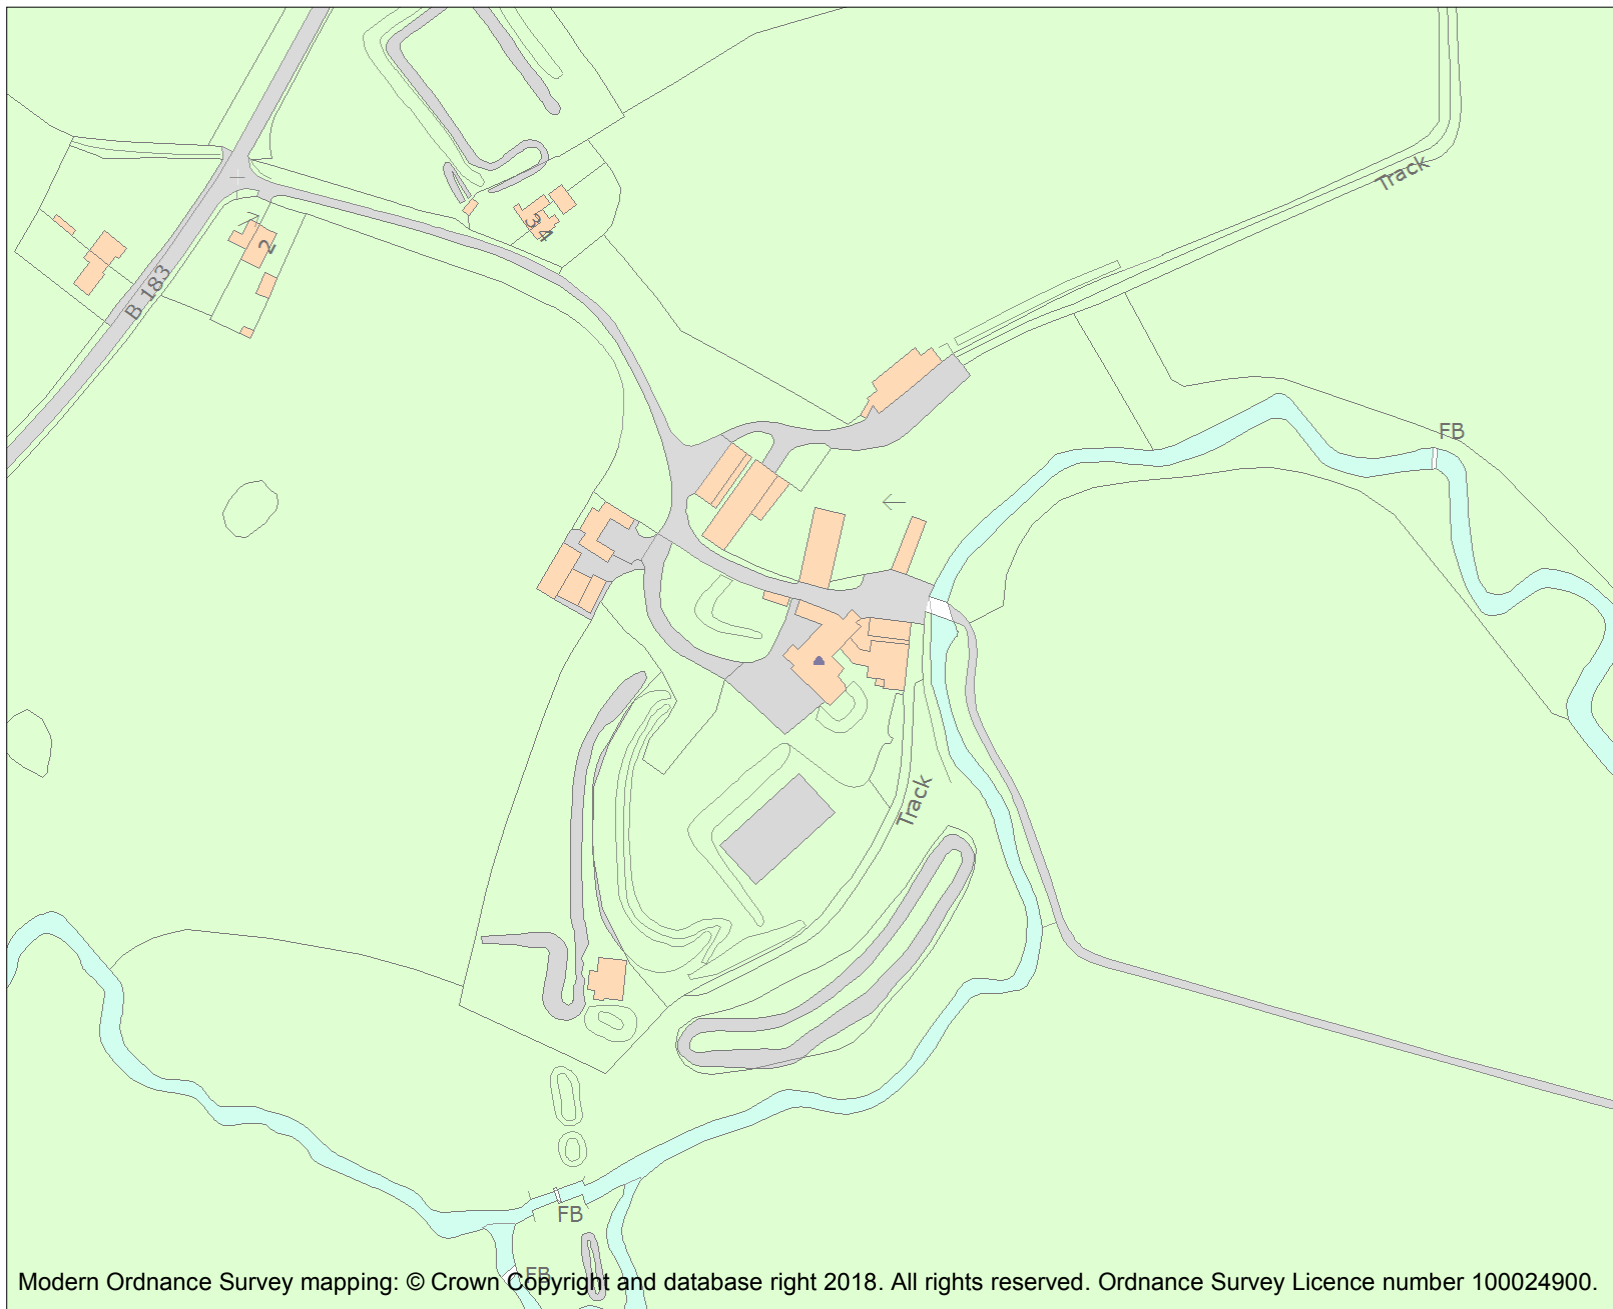 Track
B 183
1
2
3
4
FB
Track
FB
FB
Modern Ordnance Survey mapping: © Crown Copyright and database right 2018. All rights reserved. Ordnance Survey Licence number 100024900.